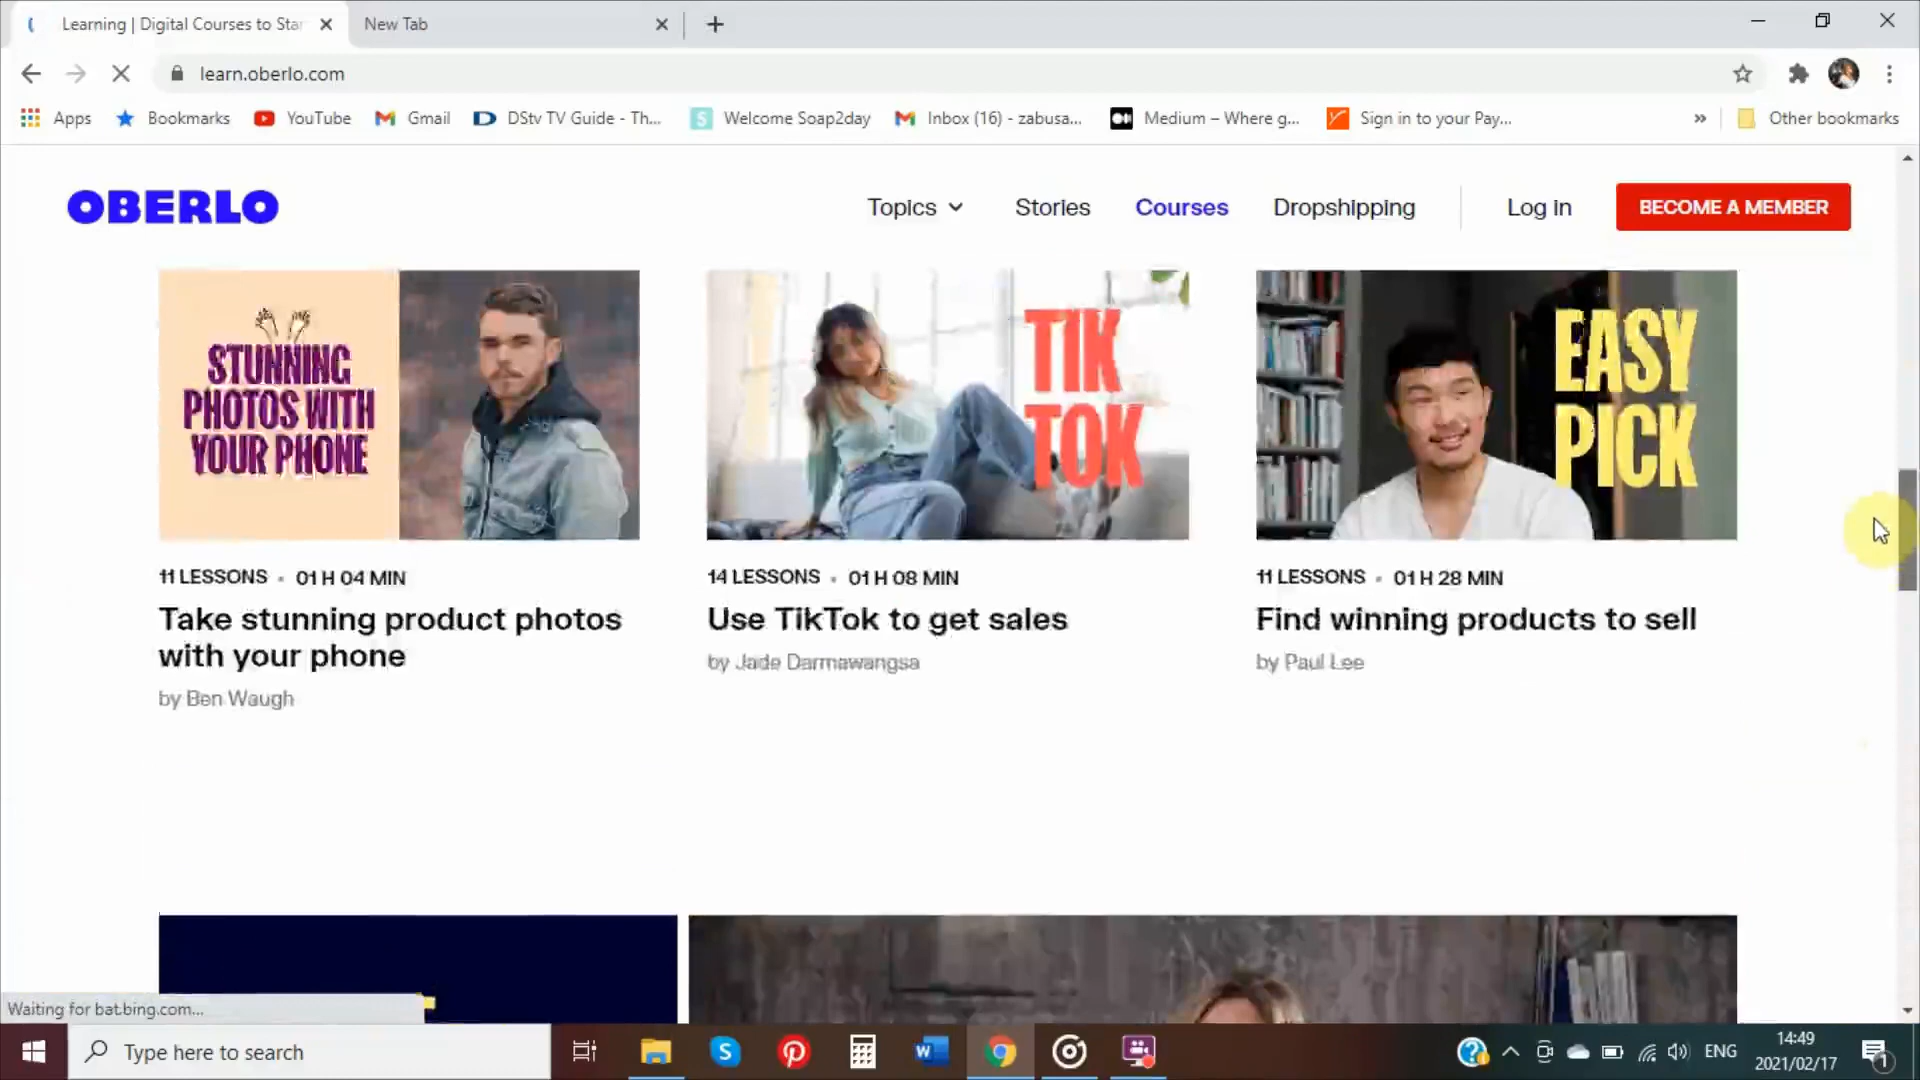 Learning | Digital Courses to Star
New Tab
learn.oberlo.com
Apps
Bookmarks
YouTube
Gmail
DStv TV Guide - Th...
Welcome Soap2day
Inbox (16) - zabusa...
Medium – Where g...
Sign in to your Pay...
Other bookmarks
OBERLO
Topics
Stories
Courses
Dropshipping
Log in
BECOME A MEMBER
STUNNING
PHOTOS WITH
YOUR PHONE
TIK
TOK
EASY
PICK
11 LESSONS • 01 H 04 MIN
Take stunning product photos
with your phone
by Ben Waugh
14 LESSONS • 01 H 08 MIN
Use TikTok to get sales
by Jade Darmawangsa
11 LESSONS • 01 H 28 MIN
Find winning products to sell
by Paul Lee
Waiting for bat.bing.com...
Type here to search
ENG
14:49
2021/02/17
1